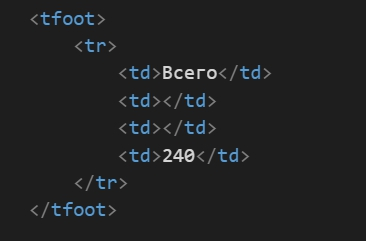 <tfoot>
<tr>
<td>Всего</td>
<td></td>
<td></td>
<td>240</td>
</tr>
</tfoot>